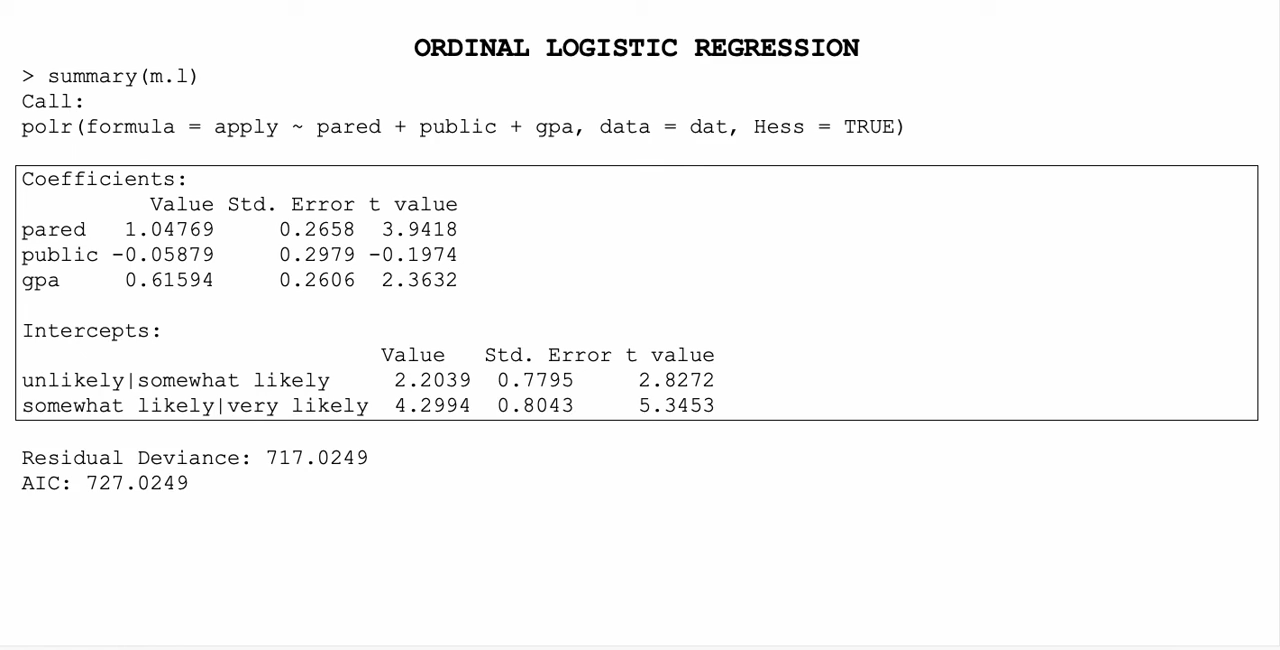 ORDINAL LOGISTIC REGRESSION
> summary(m.l)
Call:
polr(formula = apply ~ pared + public + gpa, data = dat, Hess = TRUE)
Coefficients:
Value Std. Error t value
pared 1.04769 0.2658 3.9418
public -0.05879 0.2979 -0.1974
gpa 0.61594 0.2606 2.3632
Intercepts:
Value Std. Error t value
unlikely|somewhat likely 2.2039 0.7795 2.8272
somewhat likely|very likely 4.2994 0.8043 5.3453
Residual Deviance: 717.0249
AIC: 727.0249